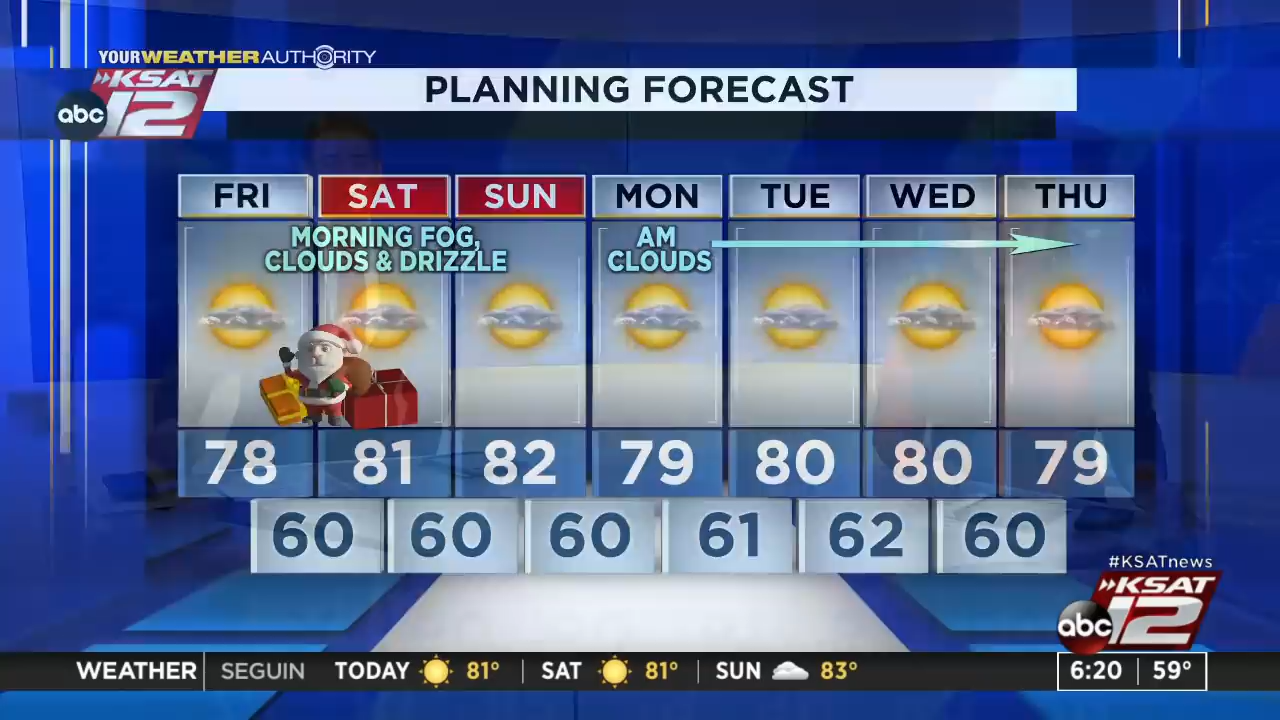 YOURWEATHERAUTHORITY
KSAT
abc 12
PLANNING FORECAST
FRI SAT SUN MON TUE WED THU
MORNING FOG,
CLOUDS & DRIZZLE
AM
CLOUDS
78 81 82 79 80 80 79
60 60 60 61 62 60
#KSATnews
KSAT
abc 12
WEATHER SEGUIN TODAY 81° SAT 81° SUN 83° 6:20 59°